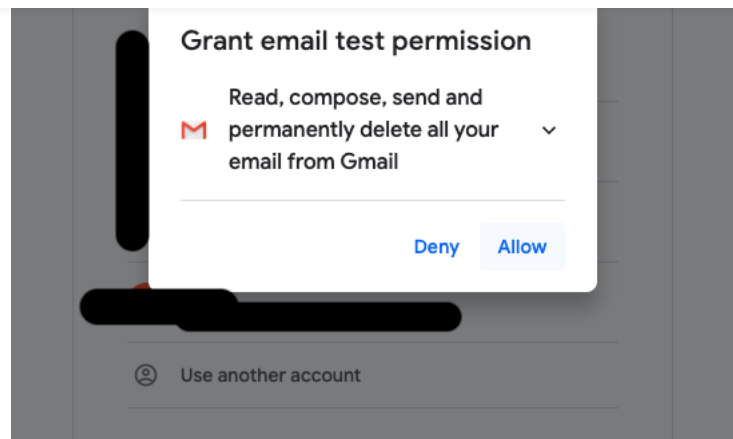 Grant email test permission
Read, compose, send and
permanently delete all your
email from Gmail
Deny Allow
Use another account